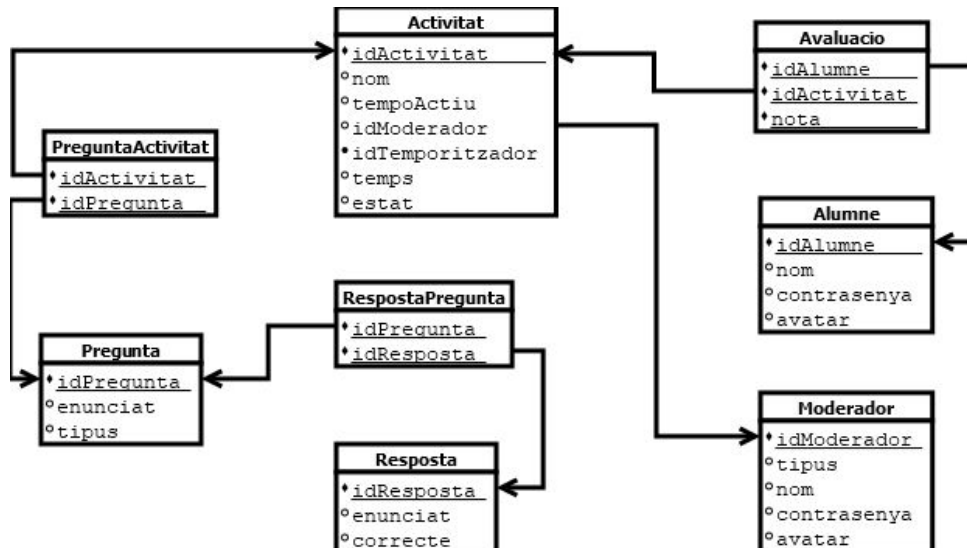 Activitat
idActivitat
nom
tempoActiu
idModerador
idTemporitzador
temps
estat
Avaluacio
idAlumne
idActivitat
nota
PreguntaActivitat
idActivitat
idPregunta
Alumne
idAlumne
nom
contrasenya
avatar
RespostaPregunta
idPregunta
idResposta
Pregunta
idPregunta
enunciat
tipus
Moderador
idModerador
tipus
nom
contrasenya
avatar
Resposta
idResposta
enunciat
correcte